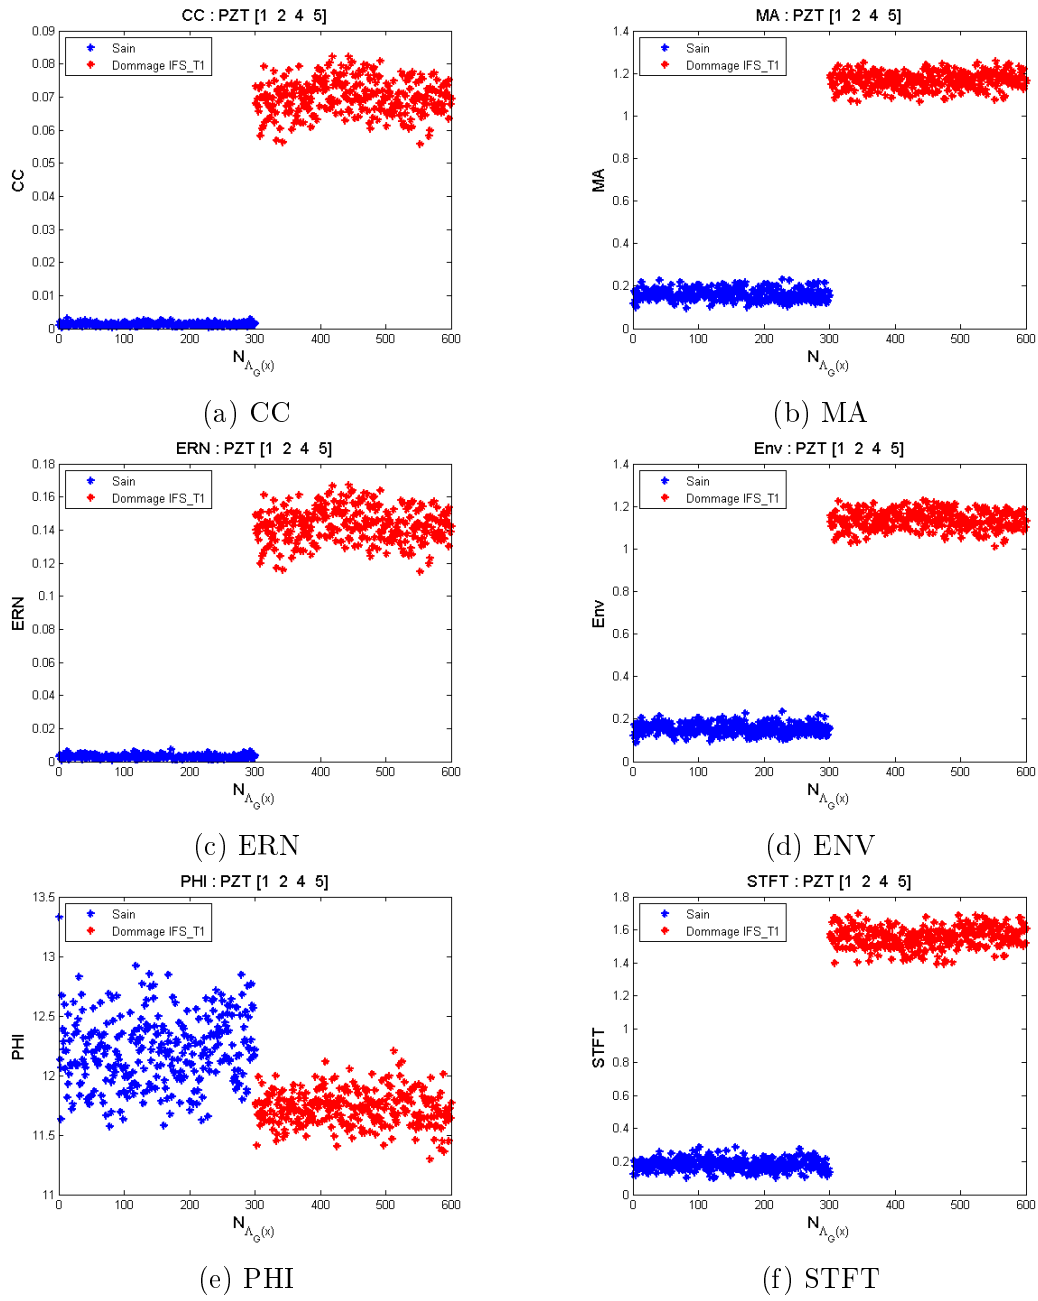 CC : PZT [1 2 4 5]
0.09
0.08
0.07
0.06
0.05
0.04
0.03
0.02
0.01
0
CC
Sain
Dommage IFS_T1
0 100 200 300 400 500 600
N_Λ_G(x)
(a) CC
MA : PZT [1 2 4 5]
1.4
1.2
1
0.8
0.6
0.4
0.2
0
MA
Sain
Dommage IFS_T1
0 100 200 300 400 500 600
N_Λ_G(x)
(b) MA
ERN : PZT [1 2 4 5]
0.18
0.16
0.14
0.12
0.1
0.08
0.06
0.04
0.02
0
ERN
Sain
Dommage IFS_T1
0 100 200 300 400 500 600
N_Λ_G(x)
(c) ERN
Env : PZT [1 2 4 5]
1.4
1.2
1
0.8
0.6
0.4
0.2
0
Env
Sain
Dommage IFS_T1
0 100 200 300 400 500 600
N_Λ_G(x)
(d) ENV
PHI : PZT [1 2 4 5]
13.5
13
12.5
12
11.5
11
PHI
Sain
Dommage IFS_T1
0 100 200 300 400 500 600
N_Λ_G(x)
(e) PHI
STFT : PZT [1 2 4 5]
1.8
1.6
1.4
1.2
1
0.8
0.6
0.4
0.2
0
STFT
Sain
Dommage IFS_T1
0 100 200 300 400 500 600
N_Λ_G(x)
(f) STFT